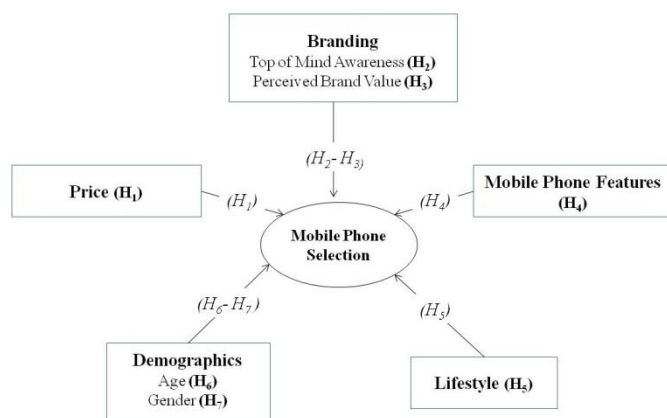 Branding
Top of Mind Awareness (H₂)
Perceived Brand Value (H₃)
(H₂- H₃)
Price (H₁)
(H₁)
Mobile Phone Features
(H₄)
(H₄)
Mobile Phone
Selection
(H₆-H₇)
(H₅)
Demographics
Age (H₆)
Gender (H₇)
Lifestyle (H₅)